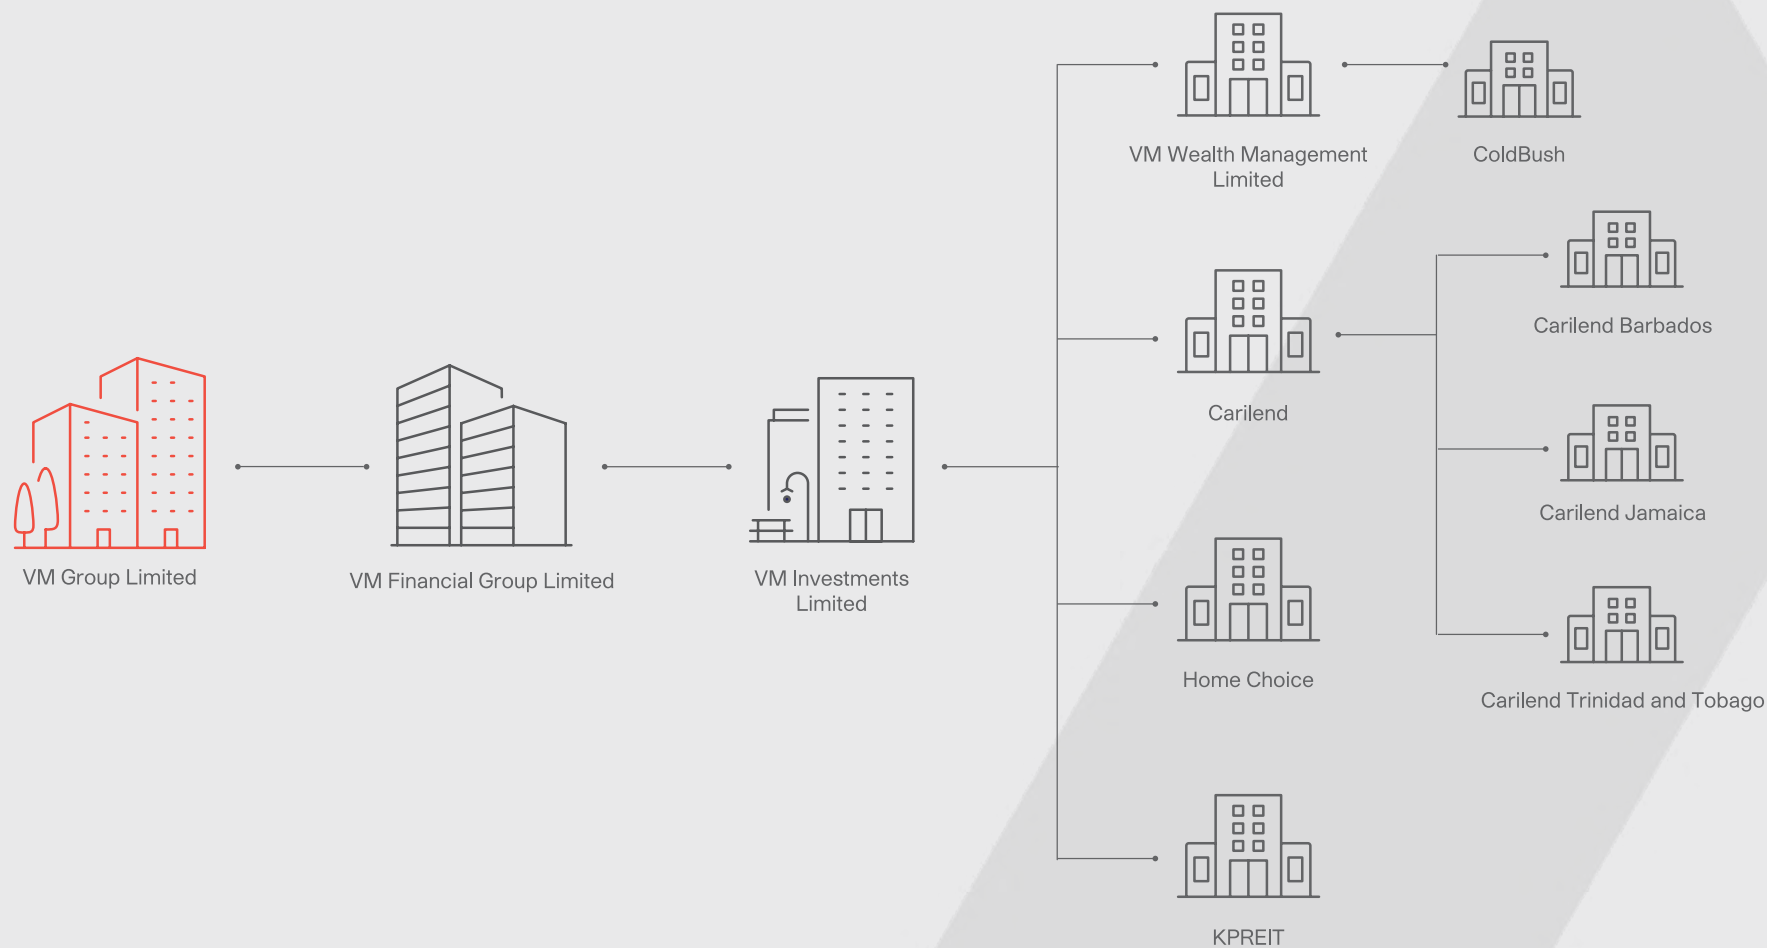 VM Wealth Management
Limited
ColdBush
Carilend Barbados
Carilend
Carilend Jamaica
VM Group Limited
VM Financial Group Limited
VM Investments
Limited
Home Choice
Carilend Trinidad and Tobago
KPREIT